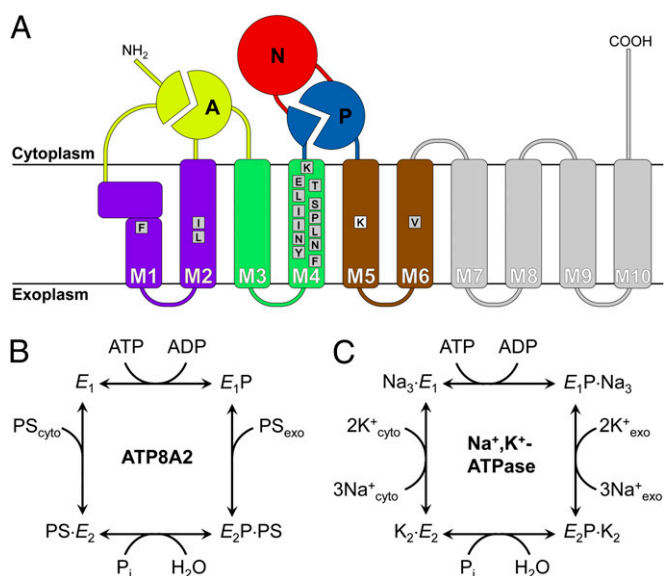 A
NH₂
COOH
N
A
P
Cytoplasm
K
E T
L S
I P
I L
N N
Y F
F
I
L
K
V
M1 M2 M3 M4 M5 M6 M7 M8 M9 M10
Exoplasm
B
ATP ADP
E₁ E₁P
PScyto PSexo
ATP8A2
PS·E₂ E₂P·PS
Pi H₂O
C
ATP ADP
Na₃·E₁ E₁P·Na₃
2K⁺cyto 2K⁺exo
Na⁺,K⁺-
ATPase
3Na⁺cyto 3Na⁺exo
K₂·E₂ E₂P·K₂
Pi H₂O